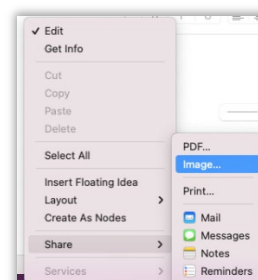 ✓ Edit
Get Info
Cut
Copy
Paste
Delete
Select All
Insert Floating Idea
Layout >
Create As Nodes
Share >
Services >
PDF...
Image...
Print...
Mail
Messages
Notes
Reminders